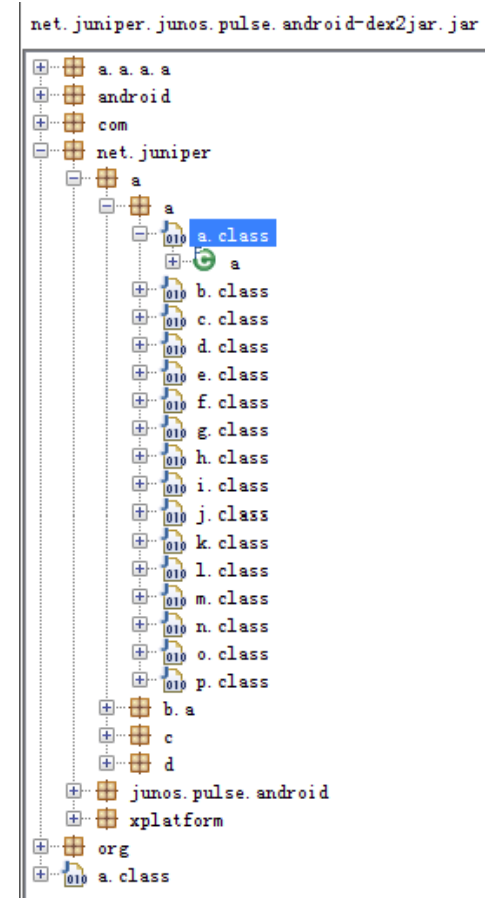 net.juniper.junos.pulse.android-dex2jar.jar
a.a.a.a
android
com
net.juniper
a
a
a.class
a
b.class
c.class
d.class
e.class
f.class
g.class
h.class
i.class
j.class
k.class
l.class
m.class
n.class
o.class
p.class
b.a
c
d
junos.pulse.android
xplatform
org
a.class